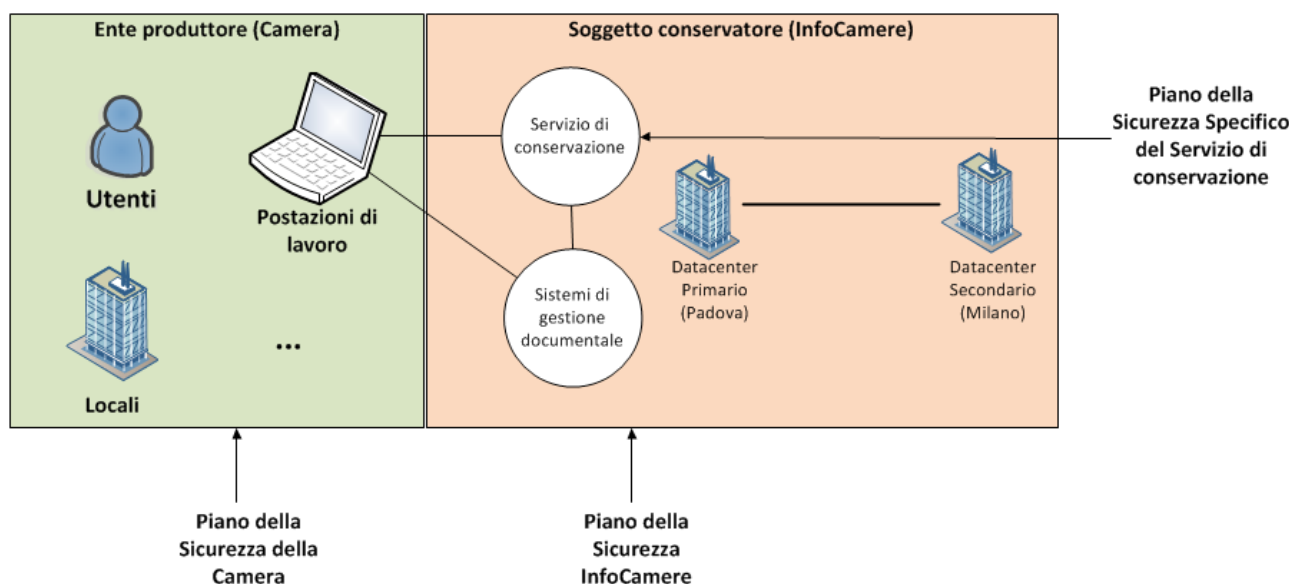 Ente produttore (Camera)
Soggetto conservatore (InfoCamere)
Utenti
Postazioni di
lavoro
Locali
...
Servizio di
conservazione
Sistemi di
gestione
documentale
Datacenter
Primario
(Padova)
Datacenter
Secondario
(Milano)
Piano della
Sicurezza Specifico
del Servizio di
conservazione
Piano della
Sicurezza della
Camera
Piano della
Sicurezza
InfoCamere